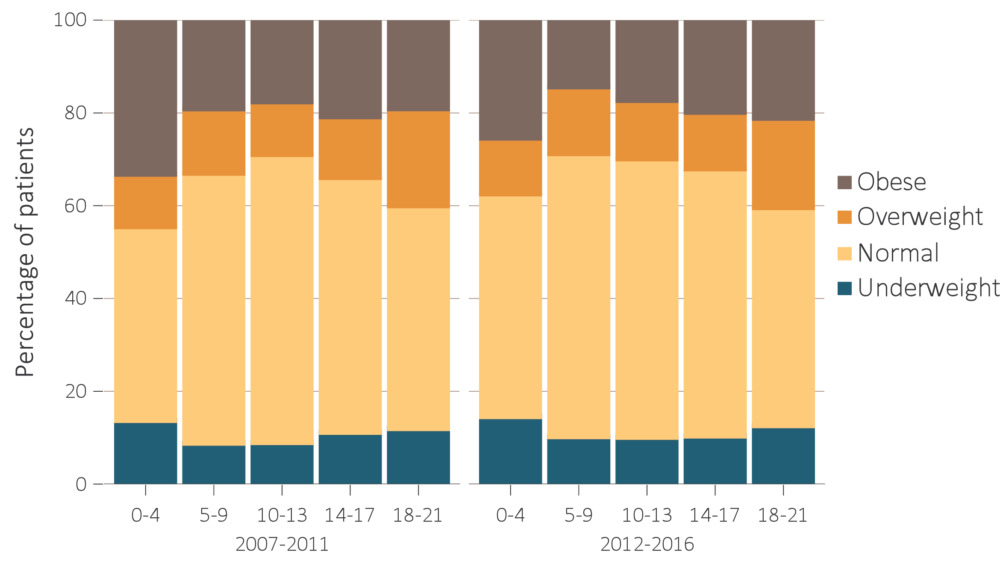 Percentage of patients
100
80
60
40
20
0
0-4 5-9 10-13 14-17 18-21 0-4 5-9 10-13 14-17 18-21
2007-2011 2012-2016
Obese
Overweight
Normal
Underweight